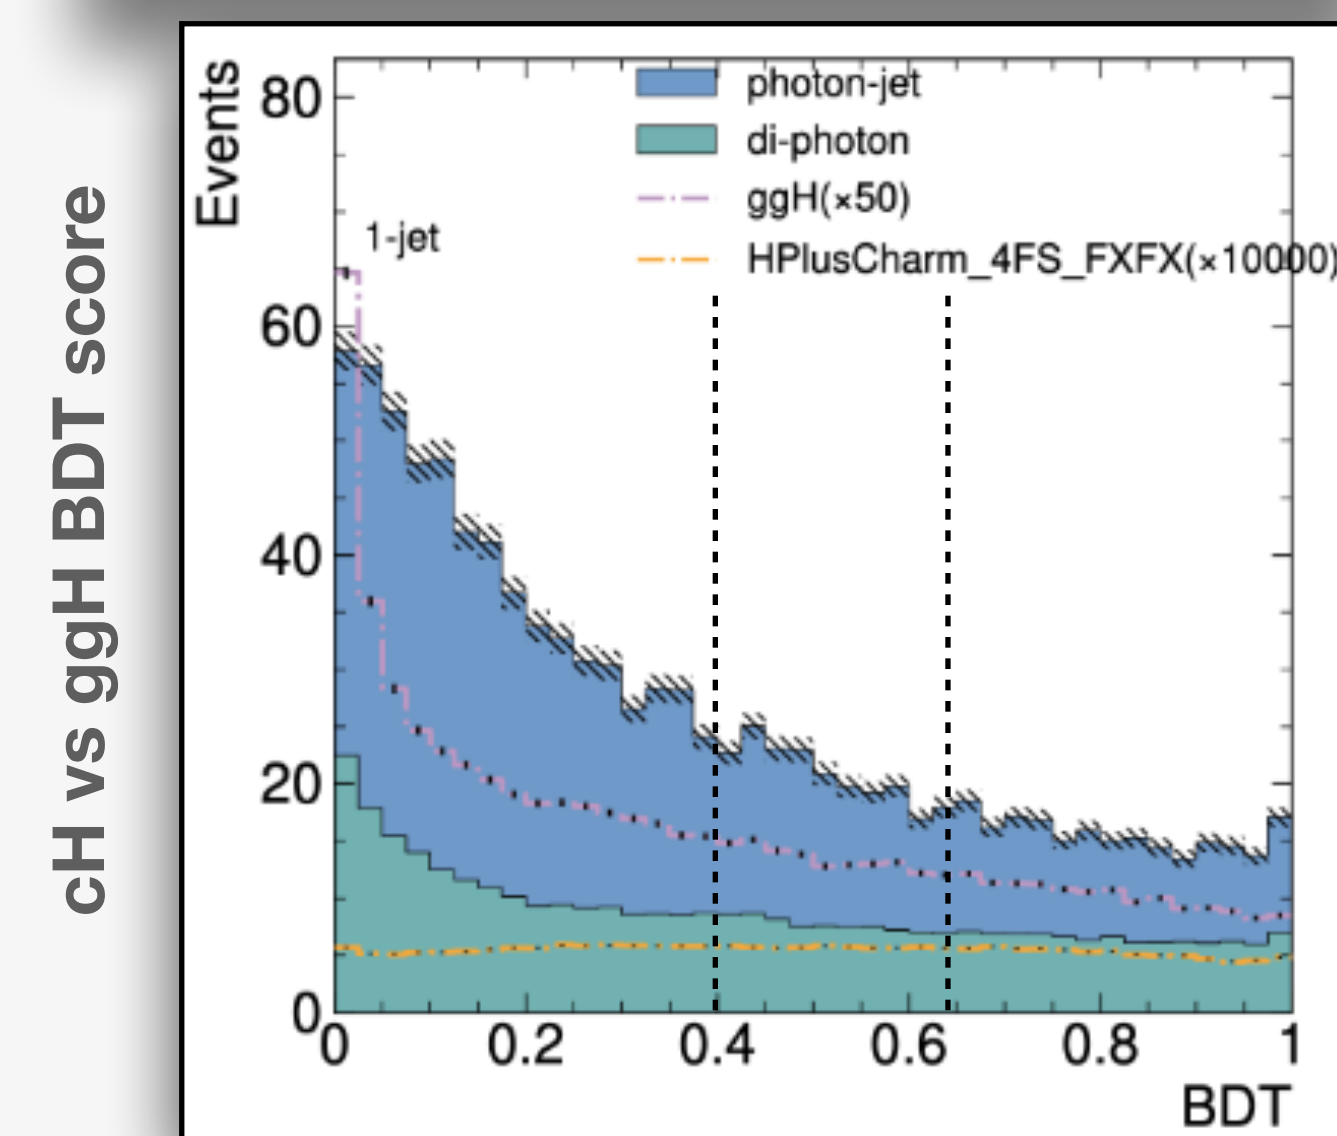 cH vs ggH BDT score
Events
80
60
40
20
0
1-jet
photon-jet
di-photon
ggH(×50)
HPlusCharm_4FS_FXFX(×10000)
0 0.2 0.4 0.6 0.8 1
BDT